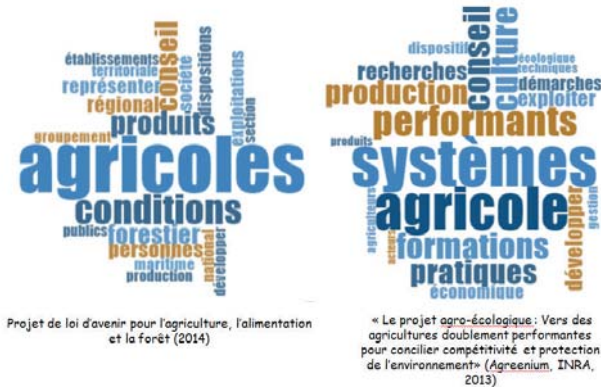 établissements
territoriale
représenter
régional
conseil
société
dispositions
exploitations
section
groupement
produits
agricoles
conditions
publics
forestier
personnes
maritime
production
national
développer
Projet de loi d'avenir pour l'agriculture, l'alimentation
et la forêt (2014)
dispositif
conseil
culture
écologique
techniques
recherches
démarches
production
exploiter
performants
produits
systèmes
agricole
agriculteurs
acteurs
formations
développer
gestion
pratiques
économique
« Le projet agro-écologique : Vers des
agricultures doublement performantes
pour concilier compétitivité et protection
de l'environnement» (Agreenium, INRA,
2013)